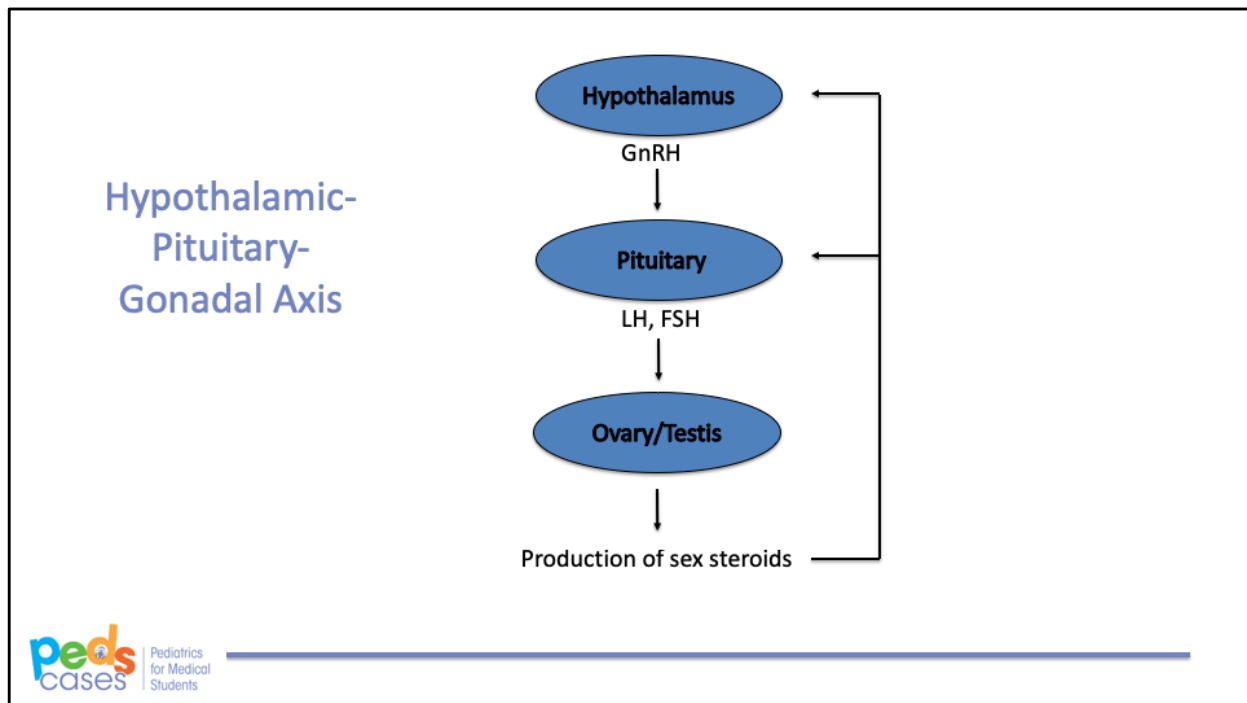 Hypothalamic-
Pituitary-
Gonadal Axis
Hypothalamus
GnRH
Pituitary
LH, FSH
Ovary/Testis
Production of sex steroids
peds
cases
Pediatrics
for Medical
Students